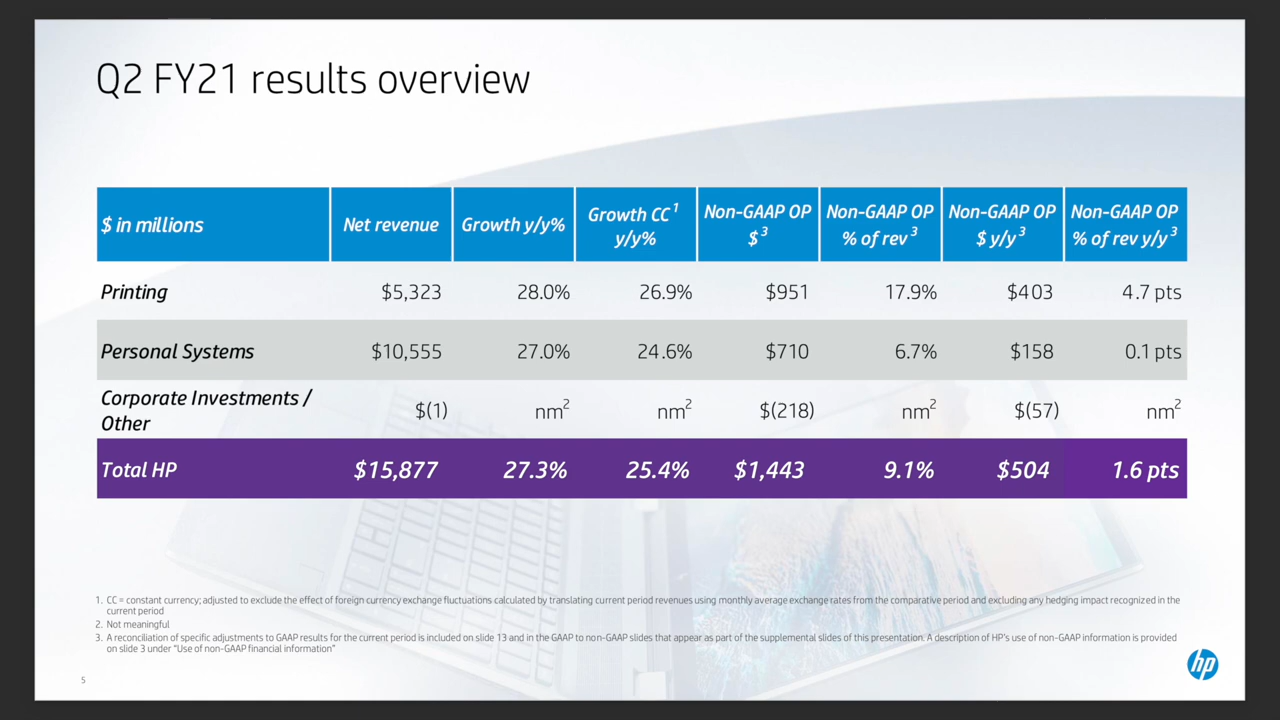 Q2 FY21 results overview
$ in millions Net revenue Growth y/y% Growth CC¹ y/y% Non-GAAP OP $³ Non-GAAP OP % of rev³ Non-GAAP OP $ y/y³ Non-GAAP OP % of rev y/y³
Printing $5,323 28.0% 26.9% $951 17.9% $403 4.7 pts
Personal Systems $10,555 27.0% 24.6% $710 6.7% $158 0.1 pts
Corporate Investments / Other $(1) nm² nm² $(218) nm² $(57) nm²
Total HP $15,877 27.3% 25.4% $1,443 9.1% $504 1.6 pts
1. CC = constant currency; adjusted to exclude the effect of foreign currency exchange fluctuations calculated by translating current period revenues using monthly average exchange rates from the comparative period and excluding any hedging impact recognized in the
current period
2. Not meaningful
3. A reconciliation of specific adjustments to GAAP results for the current period is included on slide 13 and in the GAAP to non-GAAP slides that appear as part of the supplemental slides of this presentation. A description of HP's use of non-GAAP information is provided
on slide 3 under "Use of non-GAAP financial information"
5
hp